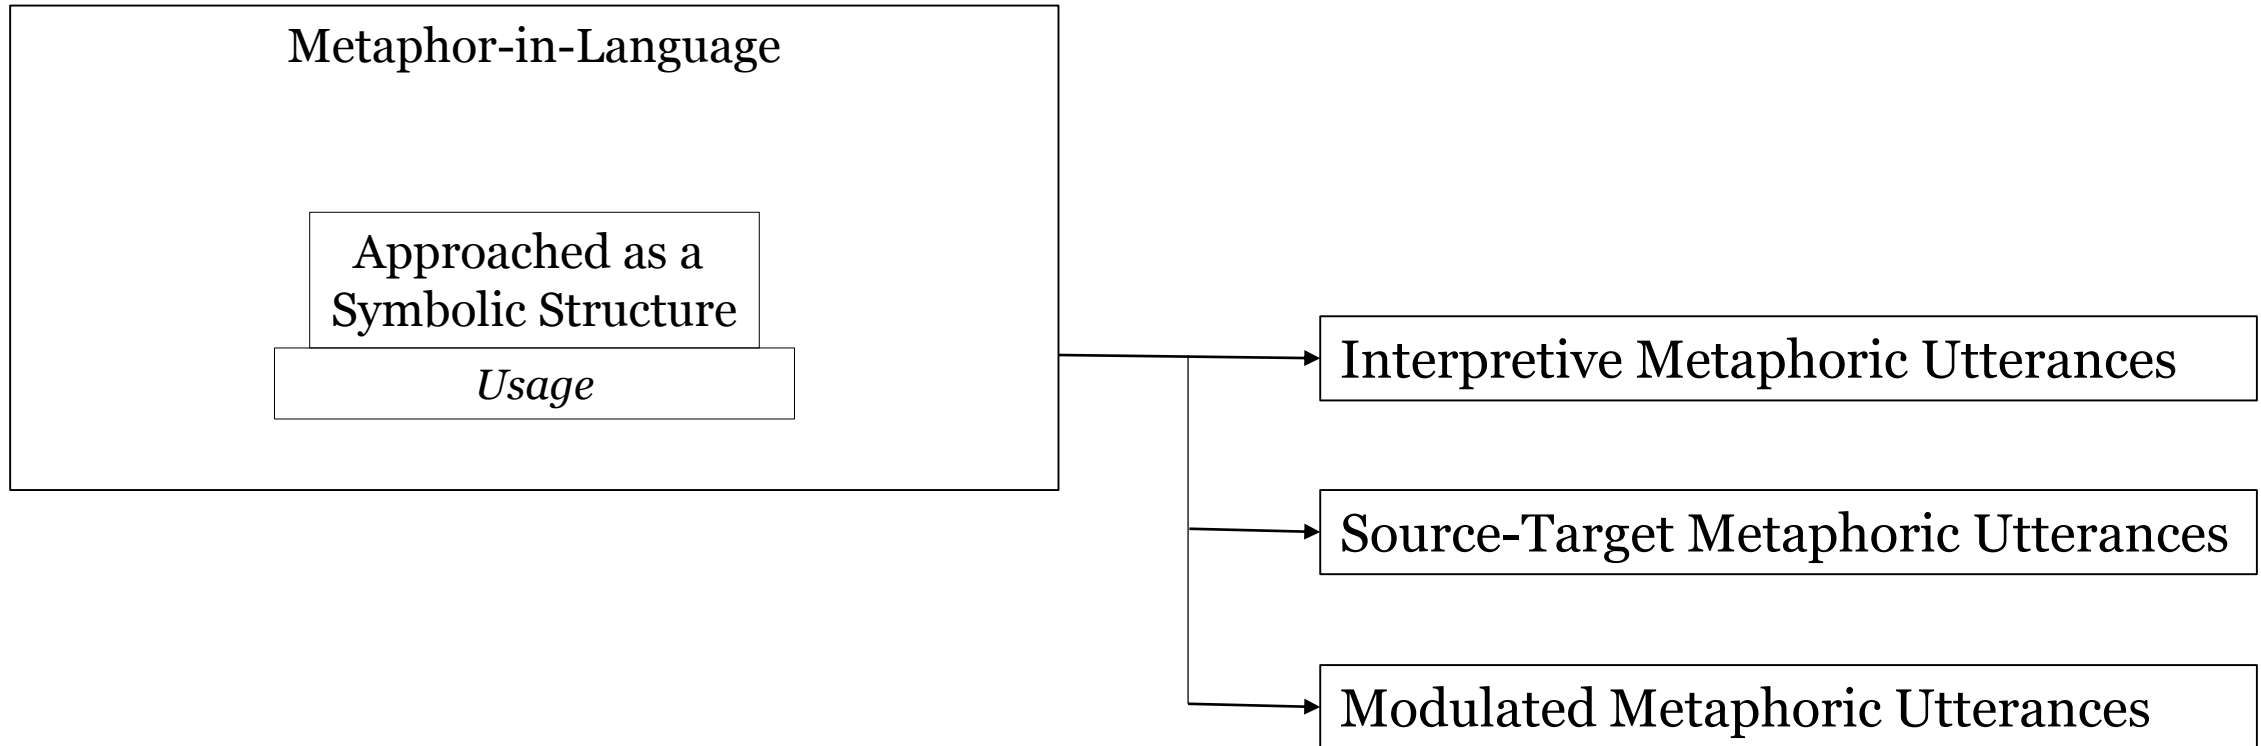 Metaphor-in-Language
Approached as a
Symbolic Structure
Usage
Interpretive Metaphoric Utterances
Source-Target Metaphoric Utterances
Modulated Metaphoric Utterances